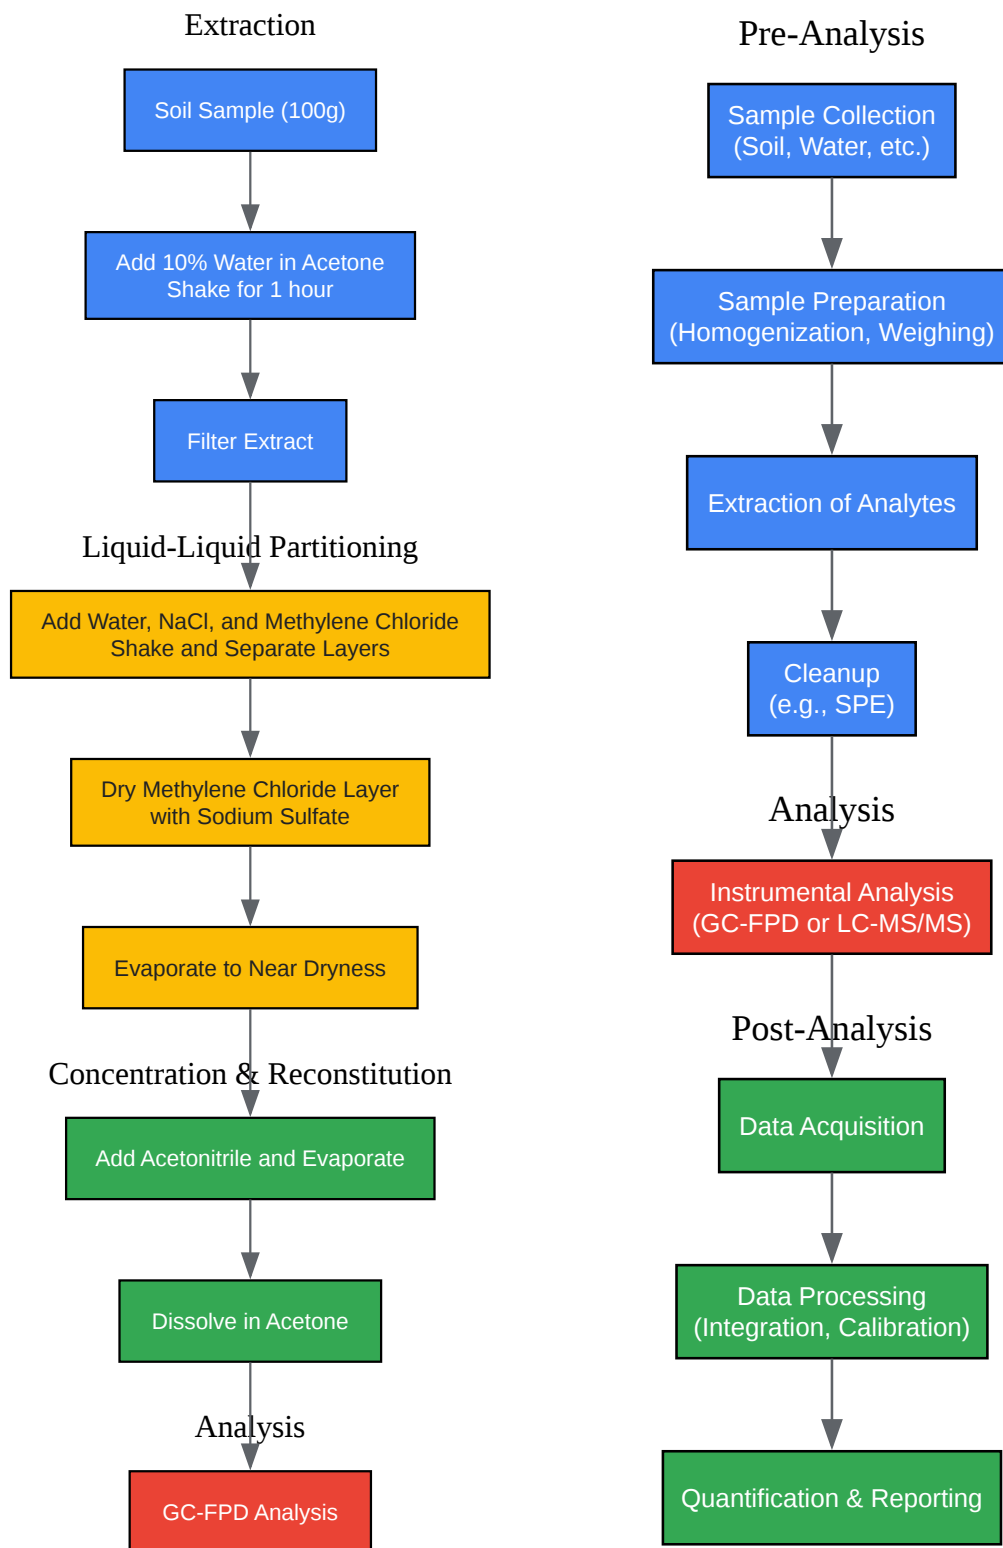 Extraction
Soil Sample (100g)
Add 10% Water in Acetone
Shake for 1 hour
Filter Extract
Liquid-Liquid Partitioning
Add Water, NaCl, and Methylene Chloride
Shake and Separate Layers
Dry Methylene Chloride Layer
with Sodium Sulfate
Evaporate to Near Dryness
Concentration & Reconstitution
Add Acetonitrile and Evaporate
Dissolve in Acetone
Analysis
GC-FPD Analysis
Pre-Analysis
Sample Collection
(Soil, Water, etc.)
Sample Preparation
(Homogenization, Weighing)
Extraction of Analytes
Cleanup
(e.g., SPE)
Analysis
Instrumental Analysis
(GC-FPD or LC-MS/MS)
Post-Analysis
Data Acquisition
Data Processing
(Integration, Calibration)
Quantification & Reporting